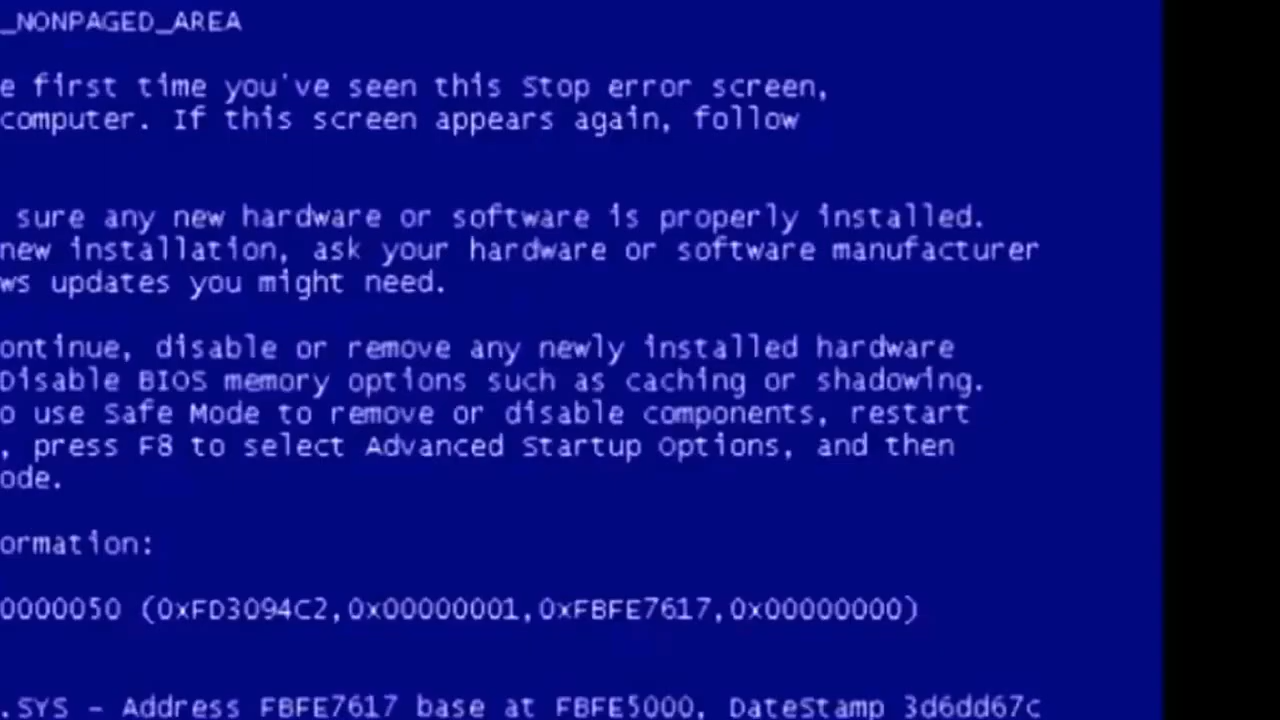 _NONPAGED_AREA
e first time you've seen this Stop error screen,
computer. If this screen appears again, follow
sure any new hardware or software is properly installed.
new installation, ask your hardware or software manufacturer
ws updates you might need.
ontinue, disable or remove any newly installed hardware
Disable BIOS memory options such as caching or shadowing.
o use Safe Mode to remove or disable components, restart
, press F8 to select Advanced Startup Options, and then
ode.
ormation:
0000050 (0xFD3094C2,0x00000001,0xFBFE7617,0x00000000)
.SYS - Address FBFE7617 base at FBFE5000, DateStamp 3d6dd67c